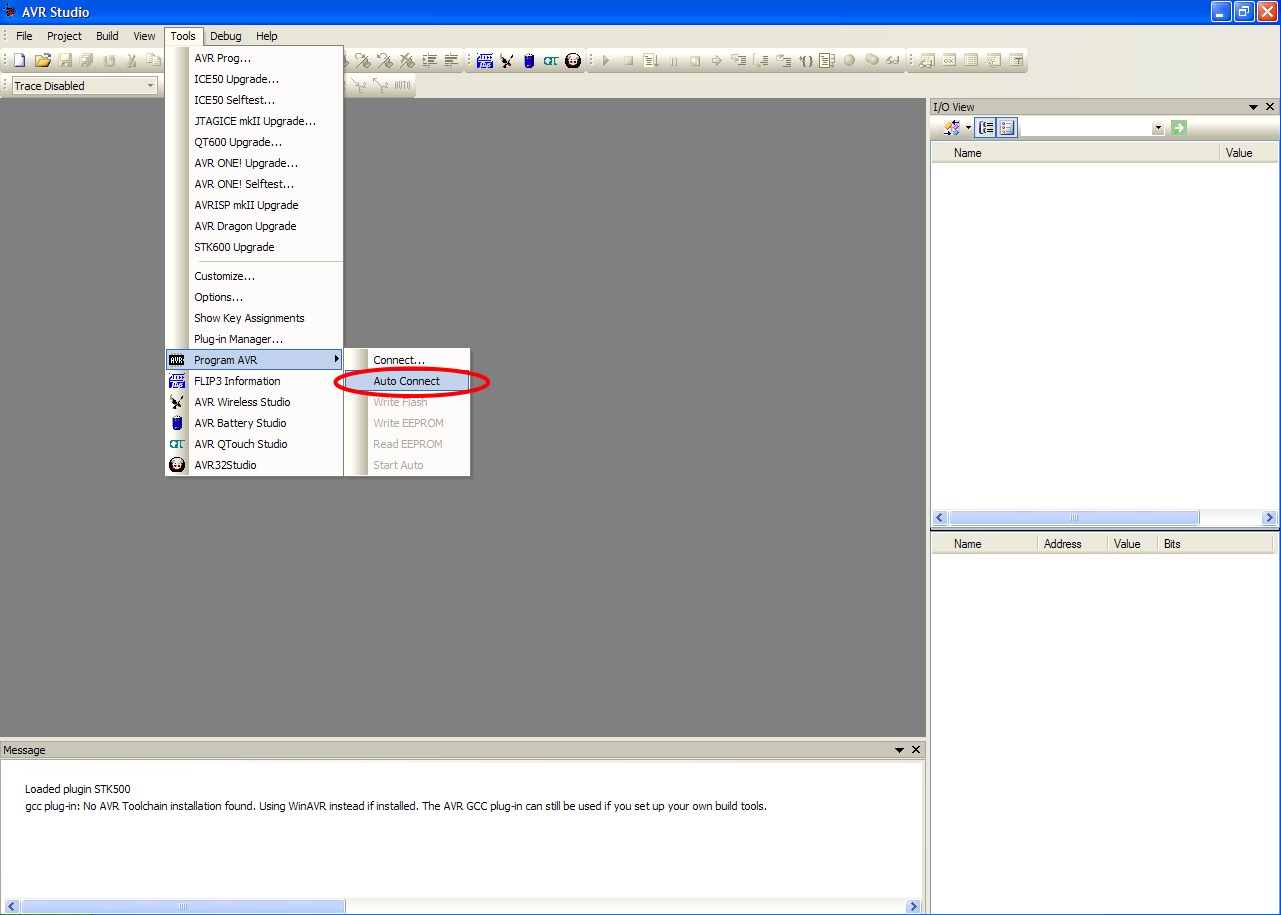 AVR Studio
File Project Build View Tools Debug Help
Trace Disabled
AUTO
AVR Prog...
ICE50 Upgrade...
ICE50 Selftest...
JTAGICE mkII Upgrade...
QT600 Upgrade...
AVR ONE! Upgrade...
AVR ONE! Selftest...
AVRISP mkII Upgrade
AVR Dragon Upgrade
STK600 Upgrade
Customize...
Options...
Show Key Assignments
Plug-in Manager...
AVR Program AVR
FLIP3 Information
AVR Wireless Studio
AVR Battery Studio
QT AVR QTouch Studio
AVR32Studio
Connect...
Auto Connect
Write Flash
Write EEPROM
Read EEPROM
Start Auto
I/O View
Name Value
Name Address Value Bits
Message
Loaded plugin STK500
gcc plug-in: No AVR Toolchain installation found. Using WinAVR instead if installed. The AVR GCC plug-in can still be used if you set up your own build tools.